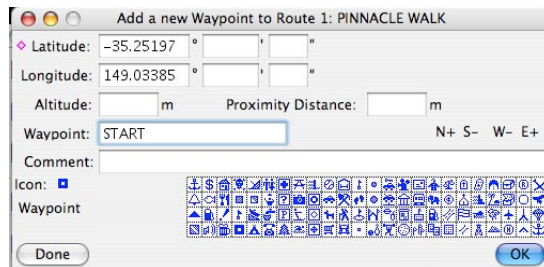 Add a new Waypoint to Route 1: PINNACLE WALK
Latitude: -35.25197 ° ' "
Longitude: 149.03385 ° ' "
Altitude: m Proximity Distance: m
Waypoint: START N+ S- W- E+
Comment:
Icon:
Waypoint
Done OK